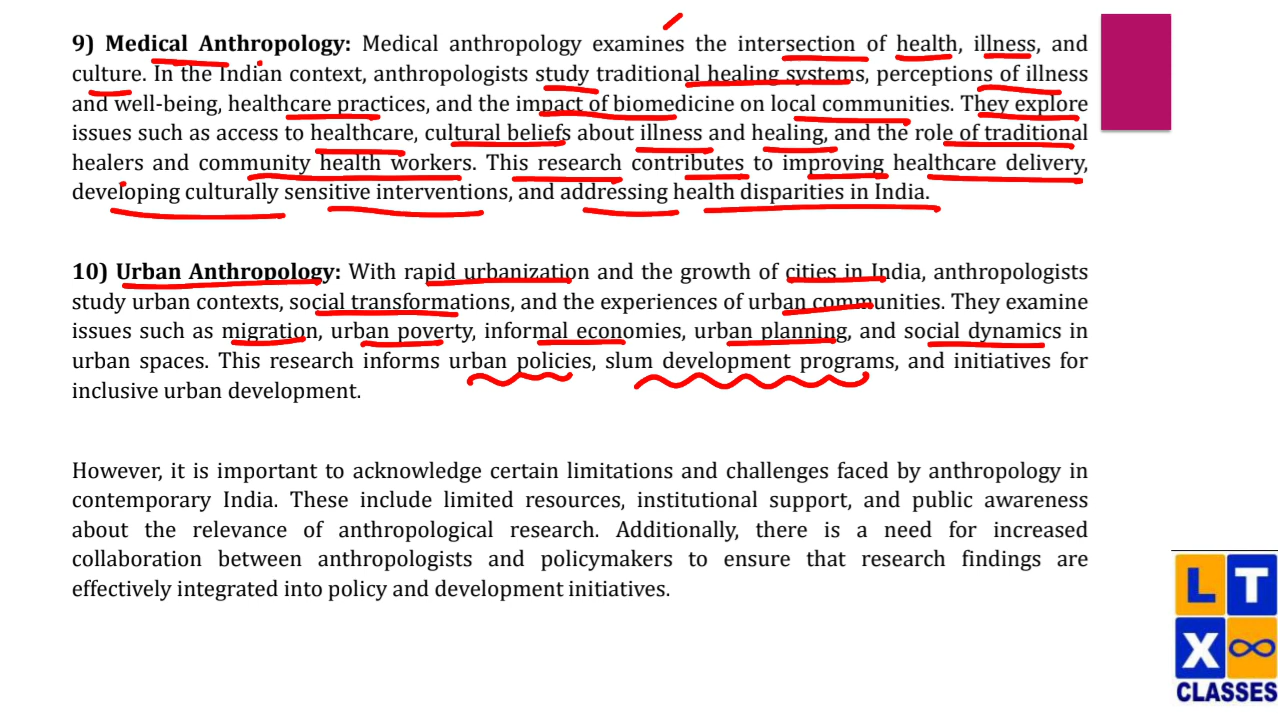 9) Medical Anthropology: Medical anthropology examines the intersection of health, illness, and
culture. In the Indian context, anthropologists study traditional healing systems, perceptions of illness
and well-being, healthcare practices, and the impact of biomedicine on local communities. They explore
issues such as access to healthcare, cultural beliefs about illness and healing, and the role of traditional
healers and community health workers. This research contributes to improving healthcare delivery,
developing culturally sensitive interventions, and addressing health disparities in India.
10) Urban Anthropology: With rapid urbanization and the growth of cities in India, anthropologists
study urban contexts, social transformations, and the experiences of urban communities. They examine
issues such as migration, urban poverty, informal economies, urban planning, and social dynamics in
urban spaces. This research informs urban policies, slum development programs, and initiatives for
inclusive urban development.
However, it is important to acknowledge certain limitations and challenges faced by anthropology in
contemporary India. These include limited resources, institutional support, and public awareness
about the relevance of anthropological research. Additionally, there is a need for increased
collaboration between anthropologists and policymakers to ensure that research findings are
effectively integrated into policy and development initiatives.
L T
X ∞
CLASSES